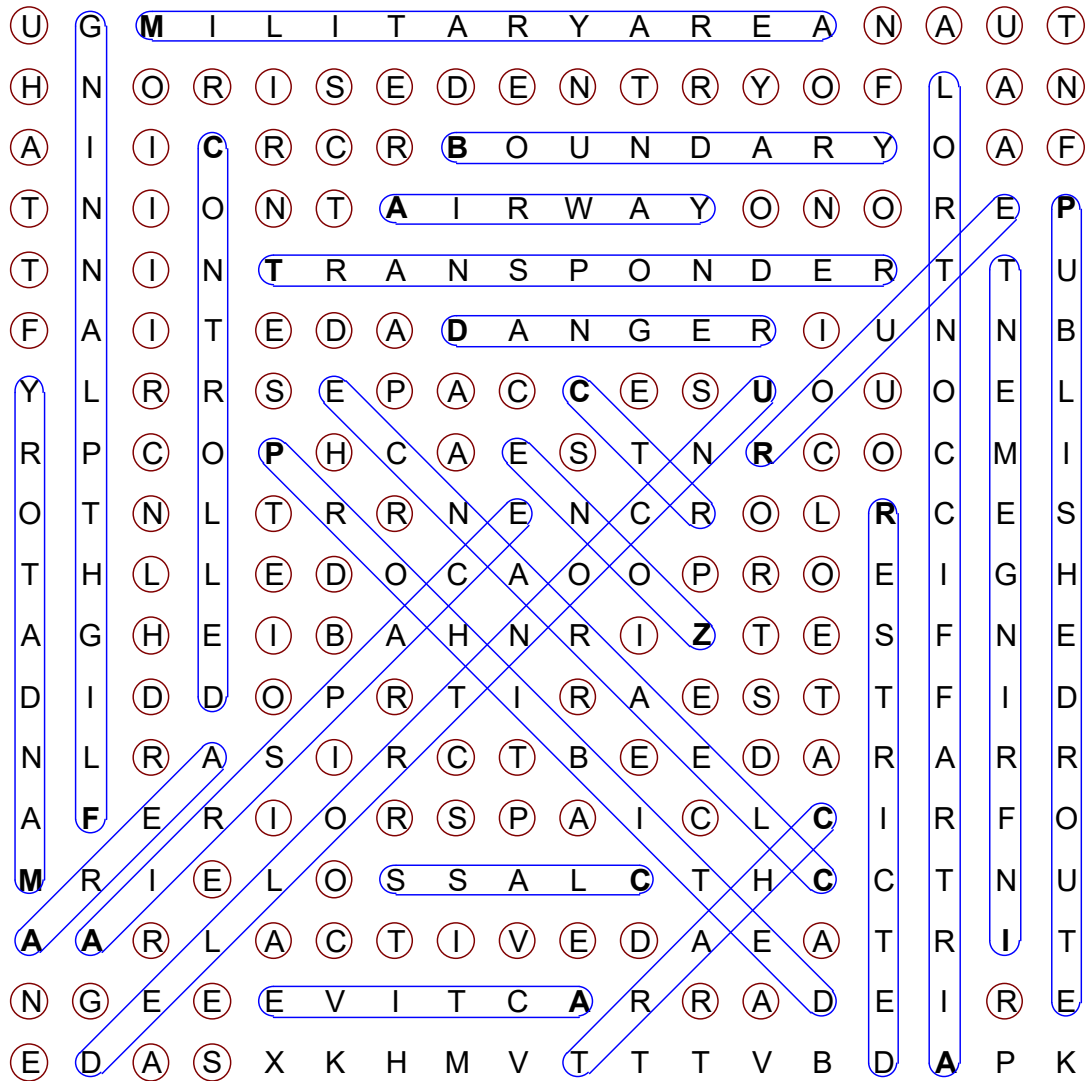 U G M I L I T A R Y A R E A N A U T
H N O R I S E D E N T R Y O F L A N
A I I C R C R B O U N D A R Y O A F
T N I O N T A I R W A Y O N O R E P
T N I N T R A N S P O N D E R T T U
F A I T E D A D A N G E R I U N N B
Y L R R S E P A C C E S U O U O E L
R P C O P H C A E S T N R C O C M I
O T N L T R R N E N C R O L R C E S
T H L L E D O C A O O P R O E I G H
A G H E I B A H N R I Z T E S F N E
D I D D O P R T I R A E S T T F I D
N L R A S I R C T B E E D A R A R R
A F E R I O R S P A I C L C I R F O
M R I E L O S S A L C T H C C T N U
A A R L A C T I V E D A E A T R I T
N G E E E V I T C A R R A D E I R E
E D A S X K H M V T T T V B D A P K